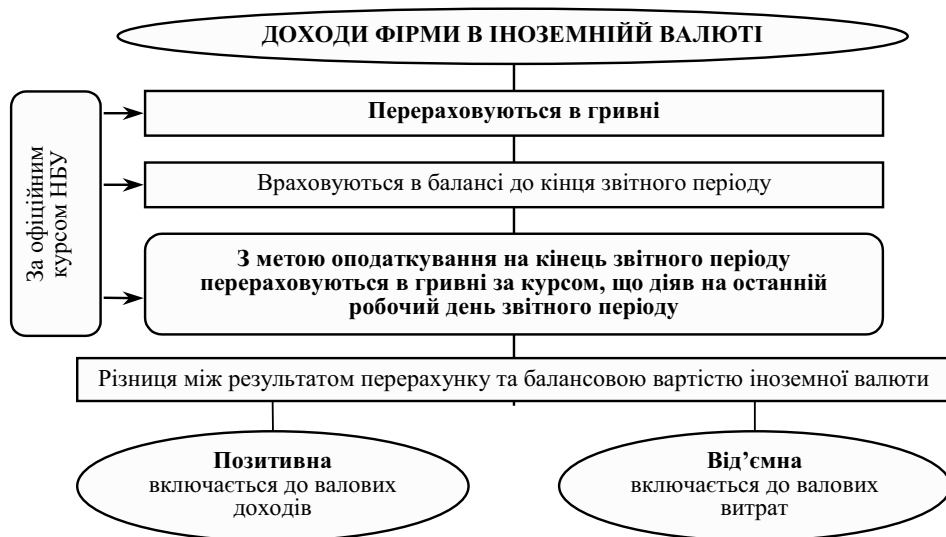 ДОХОДИ ФІРМИ В ІНОЗЕМНІЙЙ ВАЛЮТІ
За офіційним
курсом НБУ
Перераховуються в гривні
Враховуються в балансі до кінця звітного періоду
З метою оподаткування на кінець звітного періоду
перераховуються в гривні за курсом, що діяв на останній
робочий день звітного періоду
Різниця між результатом перерахунку та балансовою вартістю іноземної валюти
Позитивна
включається до валових
доходів
Від’ємна
включається до валових
витрат